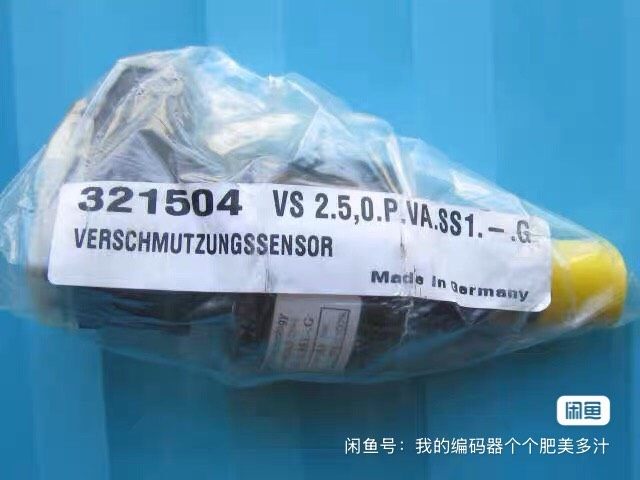 321504 VS 2.5,0.P.VA.SS1.-.G
VERSCHMUTZUNGSSENSOR
Made in Germany
闲鱼
闲鱼号：我的编码器个个肥美多汁